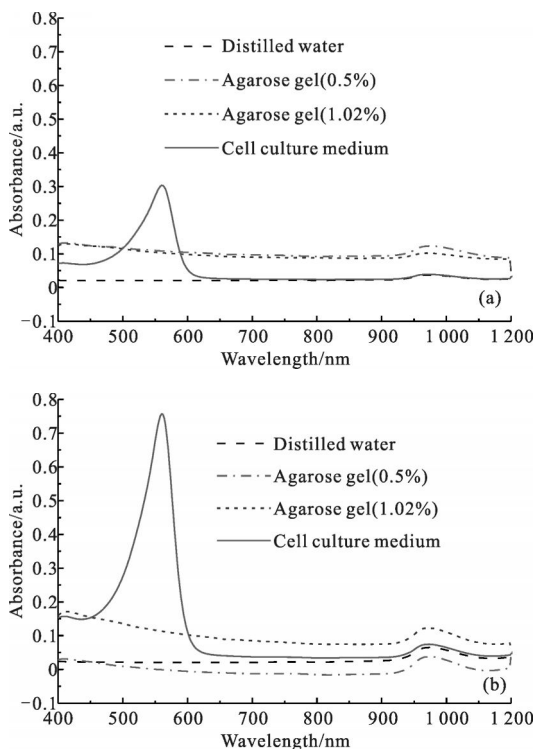 0.8
0.7
0.6
0.5
0.4
0.3
0.2
0.1
0
−0.1
Absorbance/a.u.
Distilled water
Agarose gel(0.5%)
Agarose gel(1.02%)
Cell culture medium
(a)
400 500 600 700 800 900 1 000 1 200
Wavelength/nm
0.8
0.7
0.6
0.5
0.4
0.3
0.2
0.1
0
−0.1
Absorbance/a.u.
Distilled water
Agarose gel(0.5%)
Agarose gel(1.02%)
Cell culture medium
(b)
400 500 600 700 800 900 1 000 1 200
Wavelength/nm